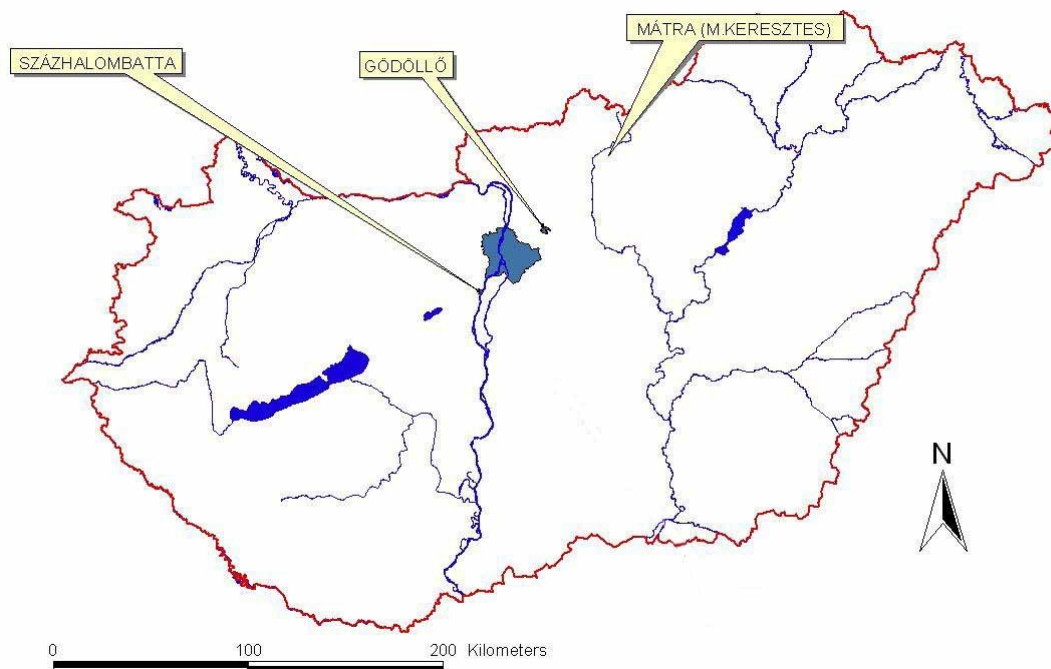 MÁTRA (M.KERESZTES)
SZÁZHALOMBATTA
GÖDÖLLŐ
N
0 100 200 Kilometers